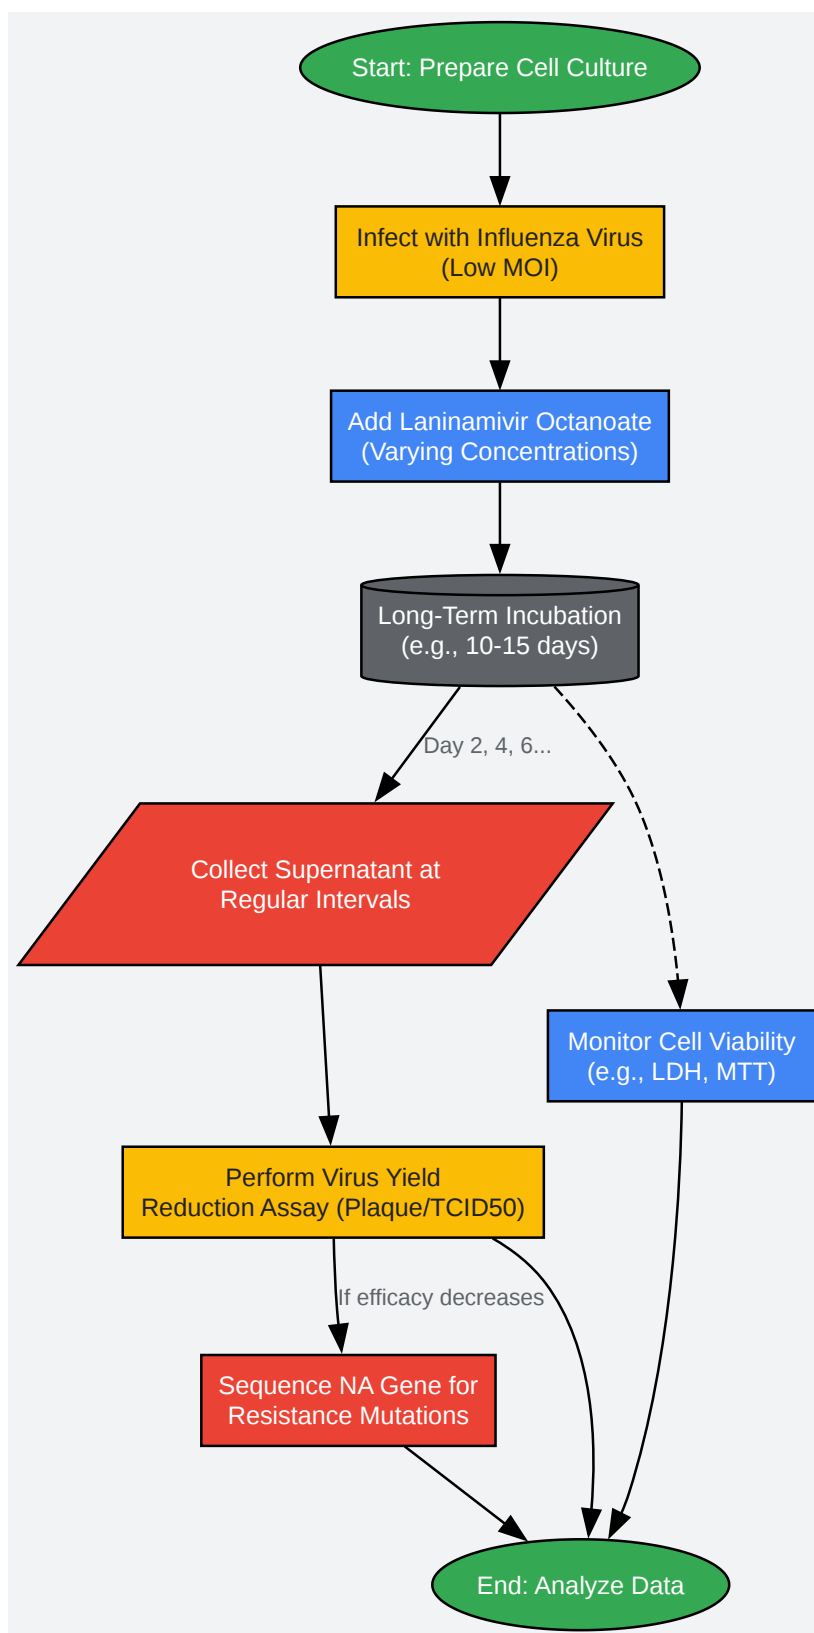 Start: Prepare Cell Culture
Infect with Influenza Virus
(Low MOI)
Add Laninamivir Octanoate
(Varying Concentrations)
Long-Term Incubation
(e.g., 10-15 days)
Day 2, 4, 6...
Collect Supernatant at
Regular Intervals
Monitor Cell Viability
(e.g., LDH, MTT)
Perform Virus Yield
Reduction Assay (Plaque/TCID50)
If efficacy decreases
Sequence NA Gene for
Resistance Mutations
End: Analyze Data